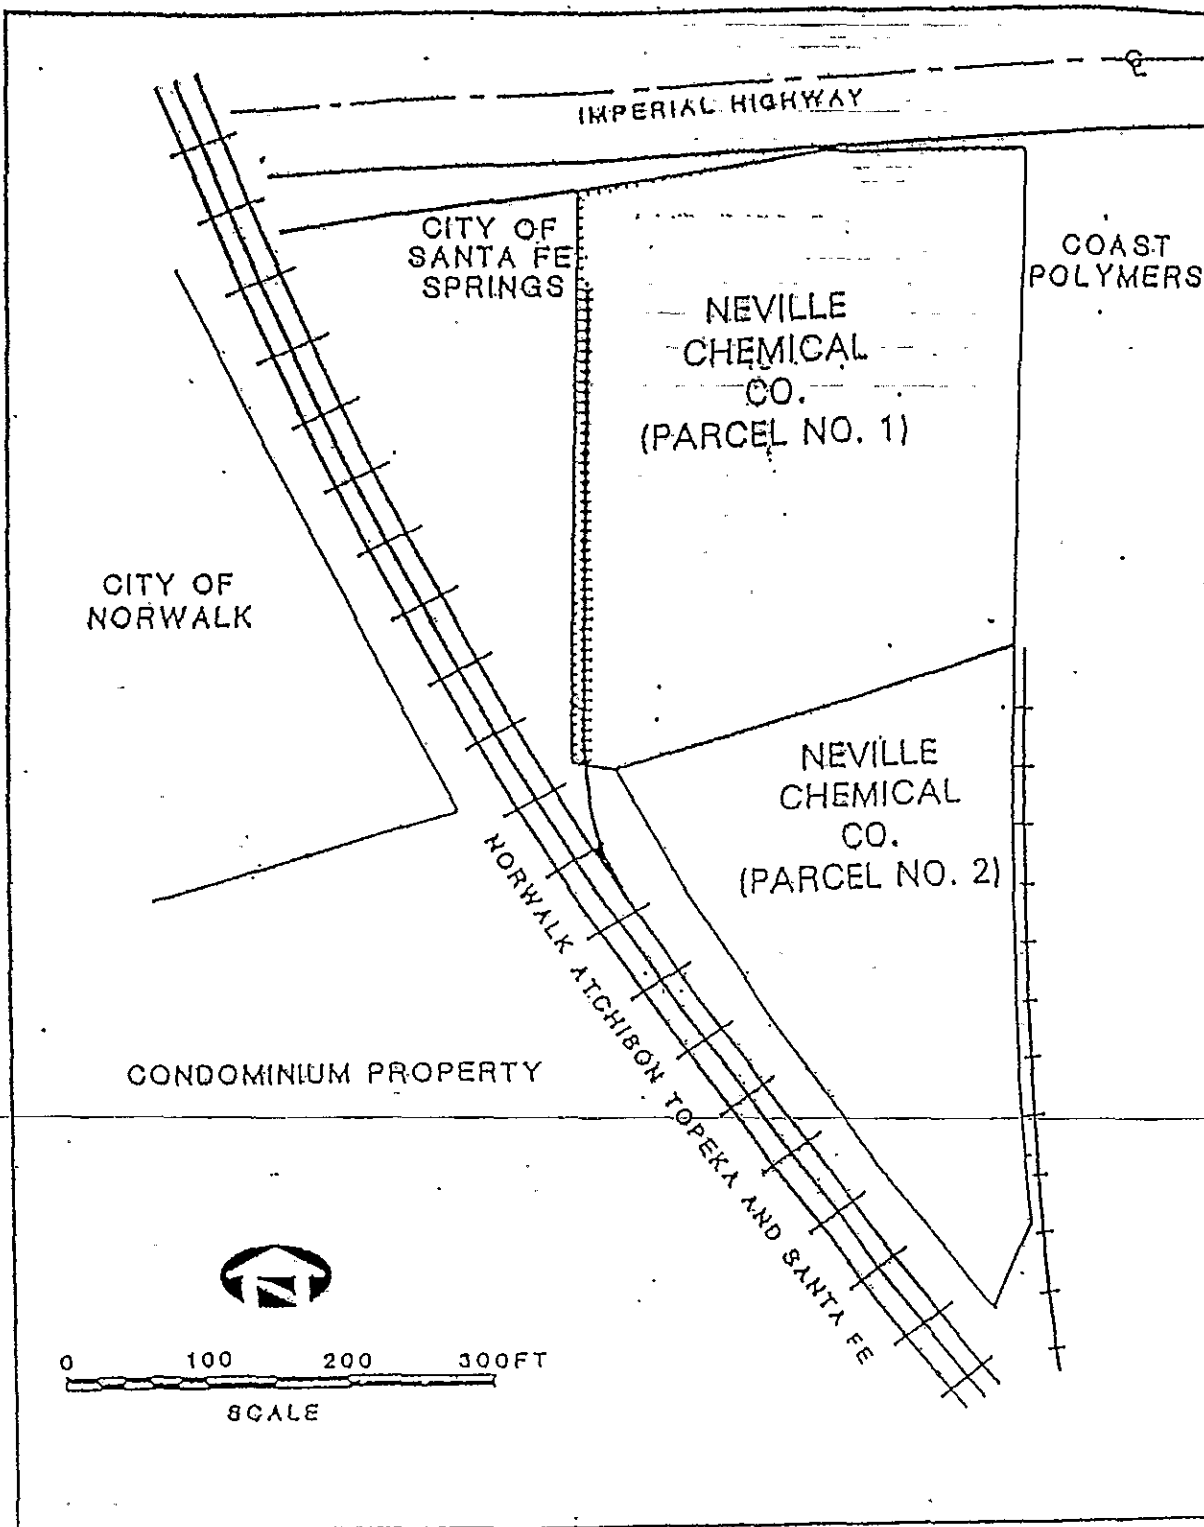 ℄
IMPERIAL HIGHWAY
CITY OF
SANTA FE
SPRINGS
COAST
POLYMERS
NEVILLE
CHEMICAL
CO.
(PARCEL NO. 1)
CITY OF
NORWALK
NEVILLE
CHEMICAL
CO.
(PARCEL NO. 2)
NORWALK ATCHISON TOPEKA AND SANTA FE
CONDOMINIUM PROPERTY
N
0 100 200 300FT
SCALE